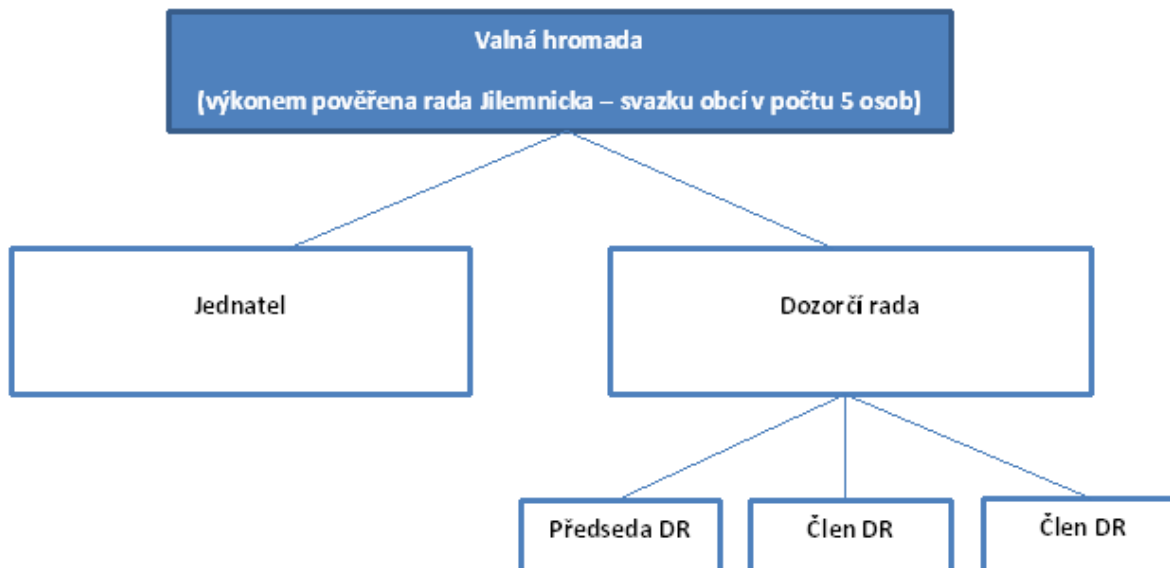 Valná hromada
(výkonem pověřena rada Jilemnicka – svazku obcí v počtu 5 osob)
Jednatel
Dozorčí rada
Předseda DR
Člen DR
Člen DR